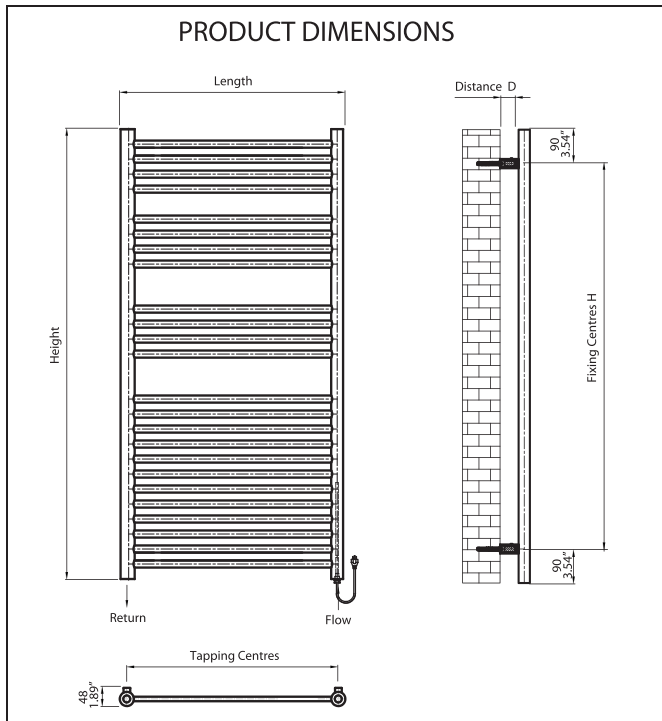 PRODUCT DIMENSIONS
Length
Distance D
90
3.54"
Height
Fixing Centres H
90
3.54"
Return
Flow
Tapping Centres
48
1.89"